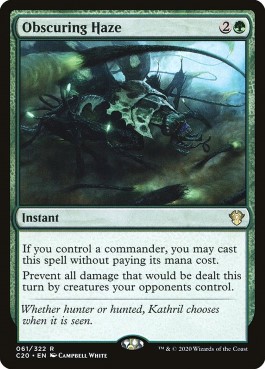 Obscuring Haze 2
Instant
If you control a commander, you may cast
this spell without paying its mana cost.
Prevent all damage that would be dealt this
turn by creatures your opponents control.
Whether hunter or hunted, Kathril chooses
when it is seen.
061/322 R
C20 • EN CAMPBELL WHITE
™ & © 2020 Wizards of the Coast